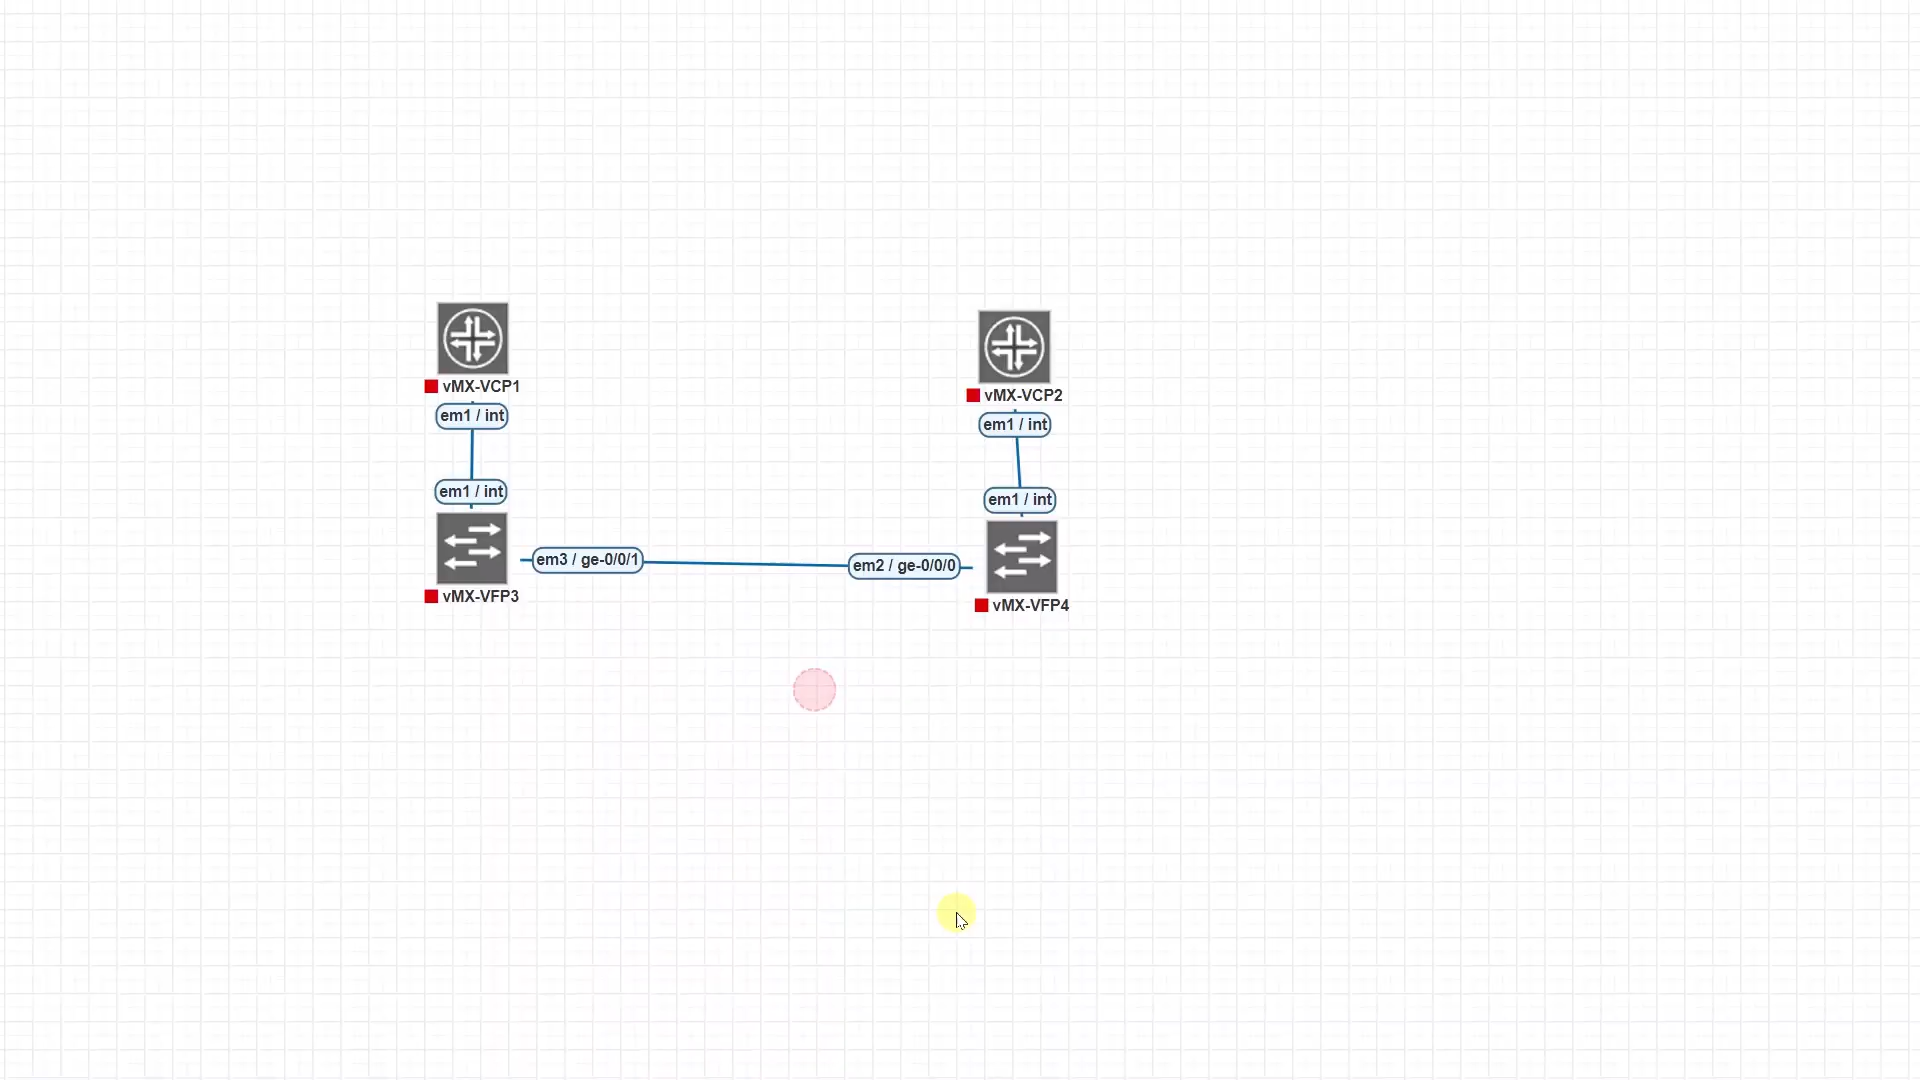 vMX-VCP1
em1 / int
em1 / int
vMX-VFP3
em3 / ge-0/0/1
em2 / ge-0/0/0
vMX-VCP2
em1 / int
em1 / int
vMX-VFP4